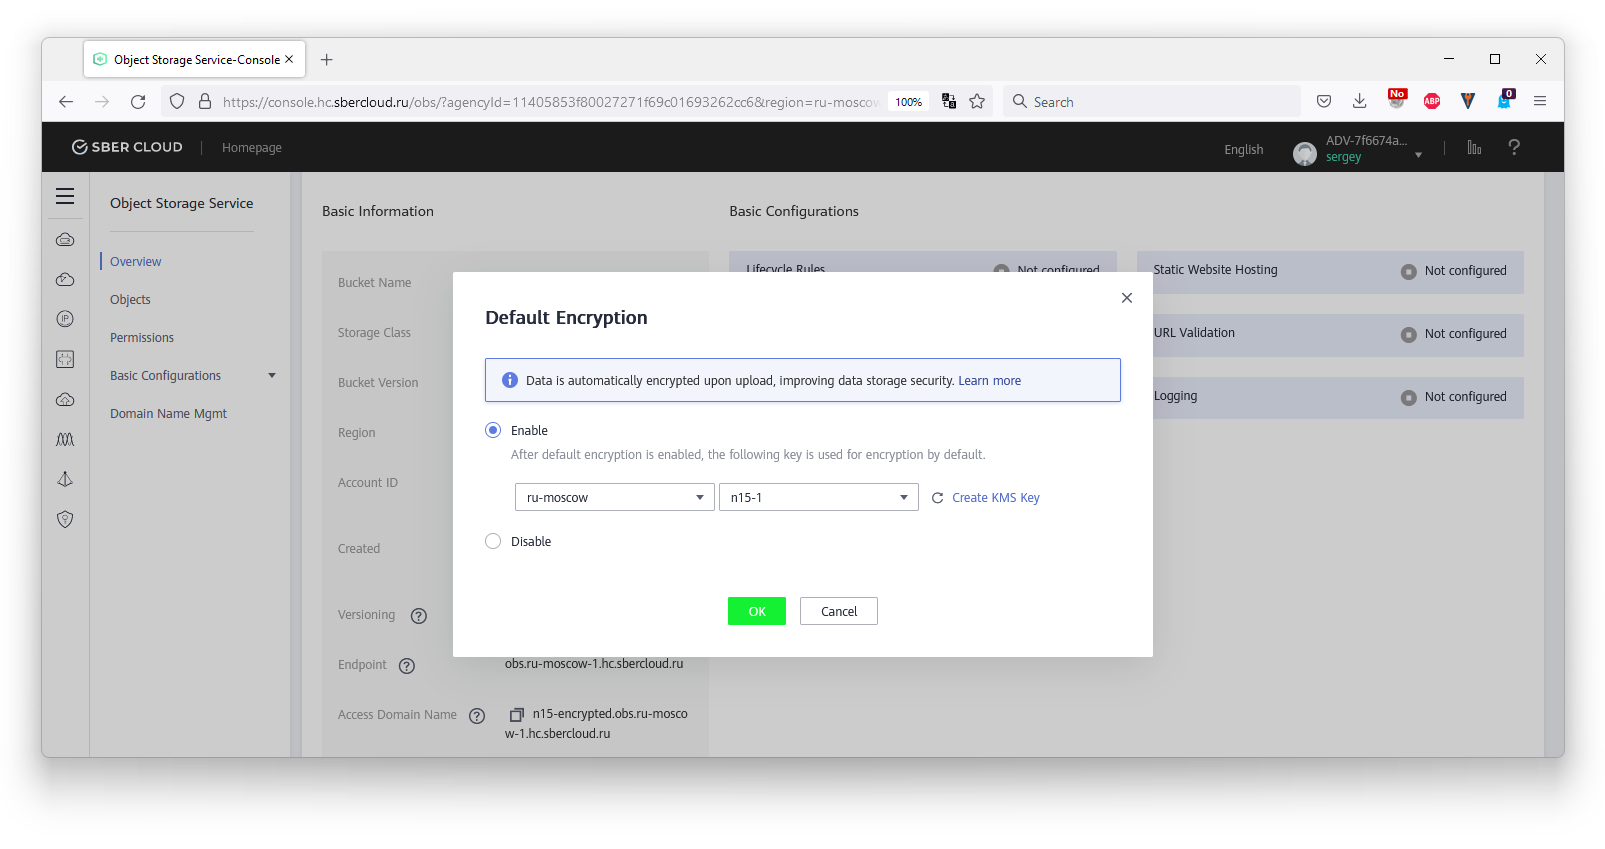 Object Storage Service-Console
https://console.hc.sbercloud.ru/obs/?agencyId=11405853f80027271f69c01693262cc6&region=ru-moscow
100%
Search
No
ABP
0
SBER CLOUD
Homepage
English
ADV-7f6674a...
sergey
Object Storage Service
Overview
Objects
Permissions
Basic Configurations
Domain Name Mgmt
IP
Basic Information
Bucket Name
Storage Class
Bucket Version
Region
Account ID
Created
Versioning
Endpoint
obs.ru-moscow-1.hc.sbercloud.ru
Access Domain Name
n15-encrypted.obs.ru-mosco
w-1.hc.sbercloud.ru
Basic Configurations
Lifecycle Rules
Not configured
Static Website Hosting
Not configured
URL Validation
Not configured
Logging
Not configured
Default Encryption
Data is automatically encrypted upon upload, improving data storage security. Learn more
Enable
After default encryption is enabled, the following key is used for encryption by default.
ru-moscow
n15-1
Create KMS Key
Disable
OK
Cancel